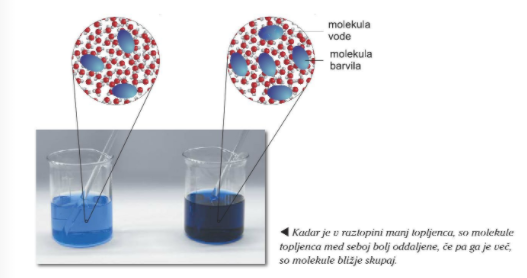 molekula
vode
molekula
barvila
◀ Kadar je v raztopini manj topljenca, so molekule
topljenca med seboj bolj oddaljene, če pa ga je več,
so molekule bližje skupaj.